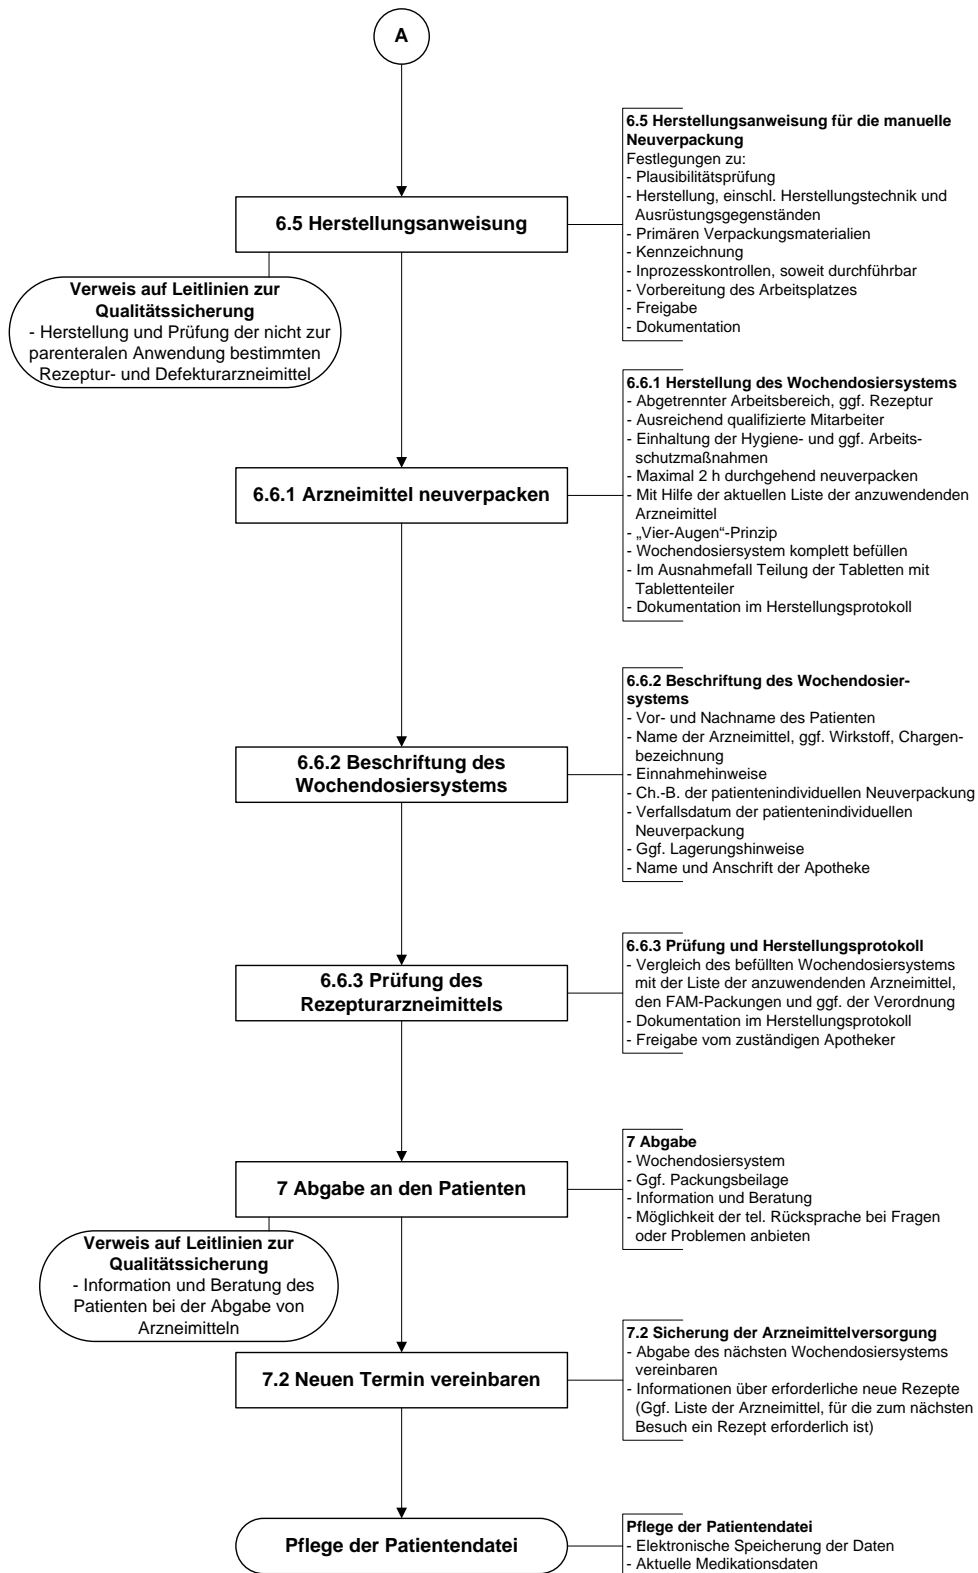 A
6.5 Herstellungsanweisung für die manuelle
Neuverpackung
Festlegungen zu:
- Plausibilitätsprüfung
- Herstellung, einschl. Herstellungstechnik und
Ausrüstungsgegenständen
- Primären Verpackungsmaterialien
- Kennzeichnung
- Inprozesskontrollen, soweit durchführbar
- Vorbereitung des Arbeitsplatzes
- Freigabe
- Dokumentation
6.5 Herstellungsanweisung
Verweis auf Leitlinien zur
Qualitätssicherung
- Herstellung und Prüfung der nicht zur
parenteralen Anwendung bestimmten
Rezeptur- und Defekturarzneimittel
6.6.1 Herstellung des Wochendosiersystems
- Abgetrennter Arbeitsbereich, ggf. Rezeptur
- Ausreichend qualifizierte Mitarbeiter
- Einhaltung der Hygiene- und ggf. Arbeits-
schutzmaßnahmen
- Maximal 2 h durchgehend neuverpacken
- Mit Hilfe der aktuellen Liste der anzuwendenden
Arzneimittel
- „Vier-Augen“-Prinzip
- Wochendosiersystem komplett befüllen
- Im Ausnahmefall Teilung der Tabletten mit
Tablettenteiler
- Dokumentation im Herstellungsprotokoll
6.6.1 Arzneimittel neuverpacken
6.6.2 Beschriftung des Wochendosier-
systems
- Vor- und Nachname des Patienten
- Name der Arzneimittel, ggf. Wirkstoff, Chargen-
bezeichnung
- Einnahmehinweise
- Ch.-B. der patientenindividuellen Neuverpackung
- Verfallsdatum der patientenindividuellen
Neuverpackung
- Ggf. Lagerungshinweise
- Name und Anschrift der Apotheke
6.6.2 Beschriftung des
Wochendosiersystems
6.6.3 Prüfung und Herstellungsprotokoll
- Vergleich des befüllten Wochendosiersystems
mit der Liste der anzuwendenden Arzneimittel,
den FAM-Packungen und ggf. der Verordnung
- Dokumentation im Herstellungsprotokoll
- Freigabe vom zuständigen Apotheker
6.6.3 Prüfung des
Rezepturarzneimittels
7 Abgabe
- Wochendosiersystem
- Ggf. Packungsbeilage
- Information und Beratung
- Möglichkeit der tel. Rücksprache bei Fragen
oder Problemen anbieten
7 Abgabe an den Patienten
Verweis auf Leitlinien zur
Qualitätssicherung
- Information und Beratung des
Patienten bei der Abgabe von
Arzneimitteln
7.2 Sicherung der Arzneimittelversorgung
- Abgabe des nächsten Wochendosiersystems
vereinbaren
- Informationen über erforderliche neue Rezepte
(Ggf. Liste der Arzneimittel, für die zum nächsten
Besuch ein Rezept erforderlich ist)
7.2 Neuen Termin vereinbaren
Pflege der Patientendatei
Pflege der Patientendatei
- Elektronische Speicherung der Daten
- Aktuelle Medikationsdaten